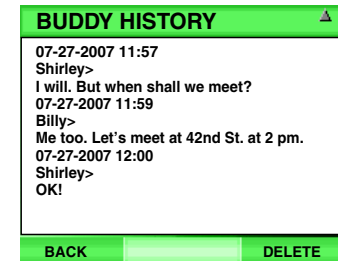 BUDDY HISTORY
07-27-2007 11:57
Shirley>
I will. But when shall we meet?
07-27-2007 11:59
Billy>
Me too. Let's meet at 42nd St. at 2 pm.
07-27-2007 12:00
Shirley>
OK!
BACK DELETE